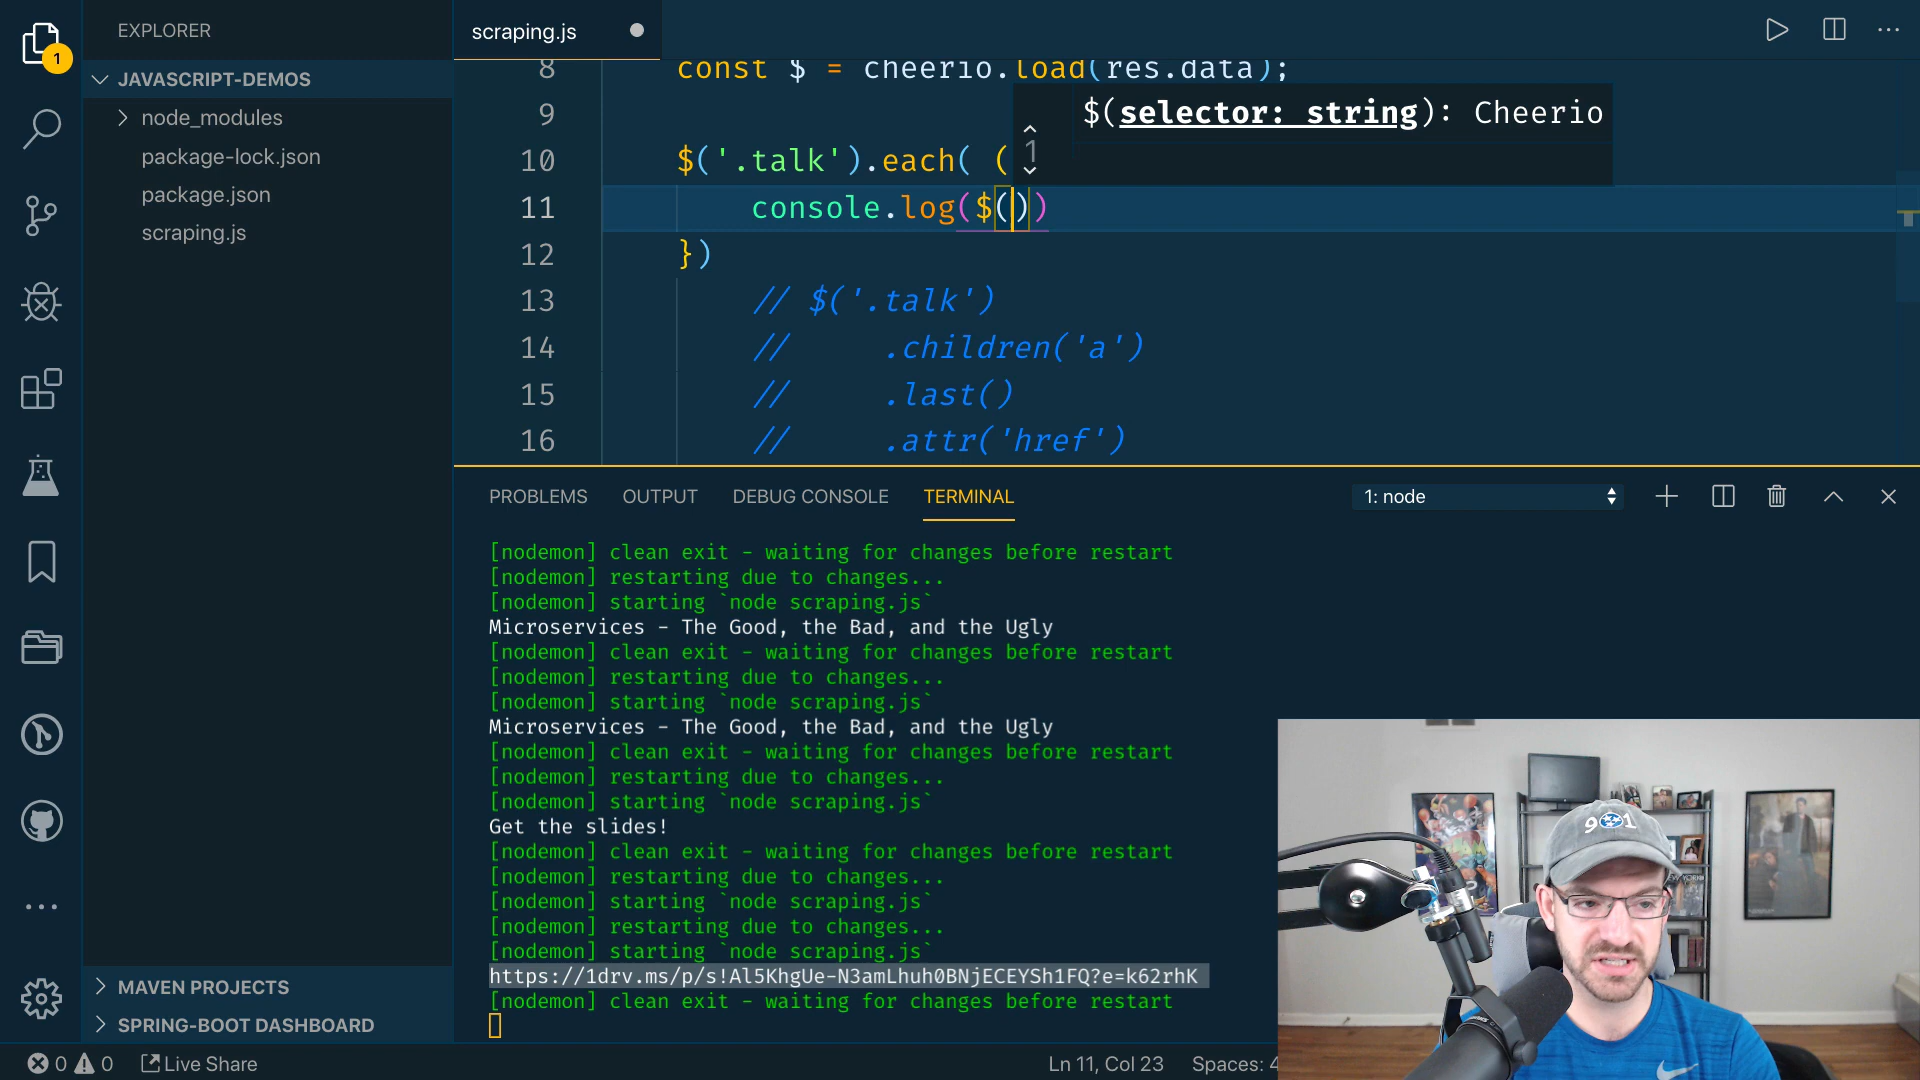 EXPLORER
1
JAVASCRIPT-DEMOS
node_modules
package-lock.json
package.json
scraping.js
MAVEN PROJECTS
SPRING-BOOT DASHBOARD
scraping.js
8 const $ = cheerio.load(res.data);
9
$(selector: string): Cheerio
1
10 $('.talk').each( (
11 console.log($())
12 })
13 // $('.talk')
14 // .children('a')
15 // .last()
16 // .attr('href')
PROBLEMS OUTPUT DEBUG CONSOLE TERMINAL 1: node
[nodemon] clean exit - waiting for changes before restart
[nodemon] restarting due to changes...
[nodemon] starting `node scraping.js`
Microservices - The Good, the Bad, and the Ugly
[nodemon] clean exit - waiting for changes before restart
[nodemon] restarting due to changes...
[nodemon] starting `node scraping.js`
Microservices - The Good, the Bad, and the Ugly
[nodemon] clean exit - waiting for changes before restart
[nodemon] restarting due to changes...
[nodemon] starting `node scraping.js`
Get the slides!
[nodemon] clean exit - waiting for changes before restart
[nodemon] restarting due to changes...
[nodemon] starting `node scraping.js`
[nodemon] restarting due to changes...
[nodemon] starting `node scraping.js`
https://1drv.ms/p/s!Al5KhgUe-N3amLhuh0BNjECEYSh1FQ?e=k62rhK
[nodemon] clean exit - waiting for changes before restart
901
0 0 Live Share Ln 11, Col 23 Spaces: 4